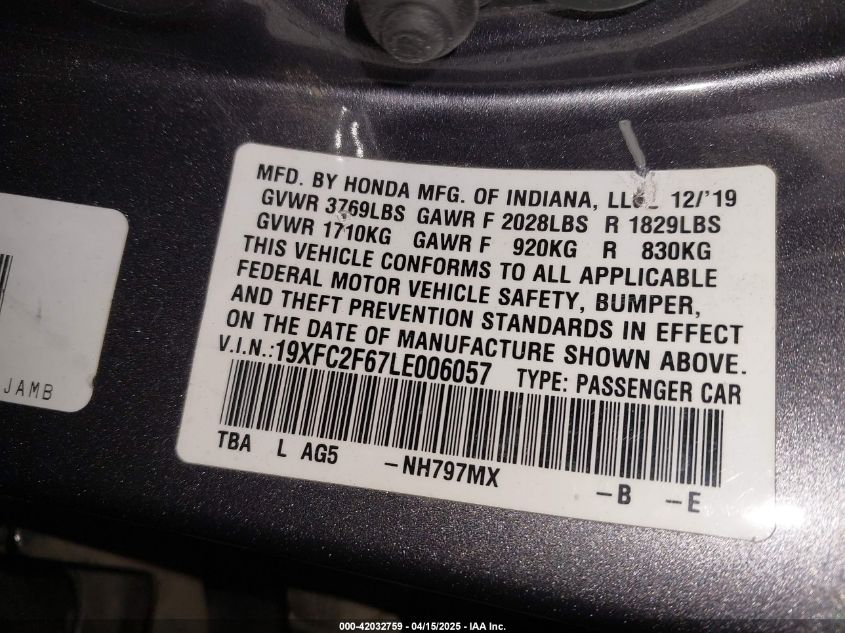 MFD. BY HONDA MFG. OF INDIANA, 12/'19
GVWR 3769LBS GAWR F 2028LBS R 1829LBS
GVWR 1710KG GAWR F 920KG R 830KG
THIS VEHICLE CONFORMS TO ALL APPLICABLE
FEDERAL MOTOR VEHICLE SAFETY, BUMPER,
AND THEFT PREVENTION STANDARDS IN EFFECT
ON THE DATE OF MANUFACTURE SHOWN ABOVE.
V.I.N.:19XFC2F67LE006057 TYPE: PASSENGER CAR
TBA L AG5 -NH797MX -B -E
JAMB
000-42032759 - 04/15/2025 - IAA Inc.